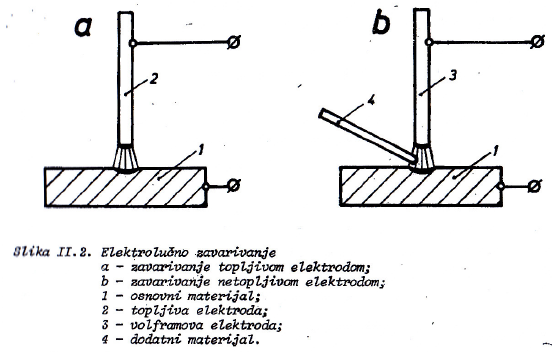 a
b
2
3
4
1
1
Slika II.2. Elektrolučno zavarivanje
a - zavarivanje topljivom elektrodom;
b - zavarivanje netopljivom elektrodom;
1 - osnovni materijal;
2 - topljiva elektroda;
3 - volframova elektroda;
4 - dodatni materijal.